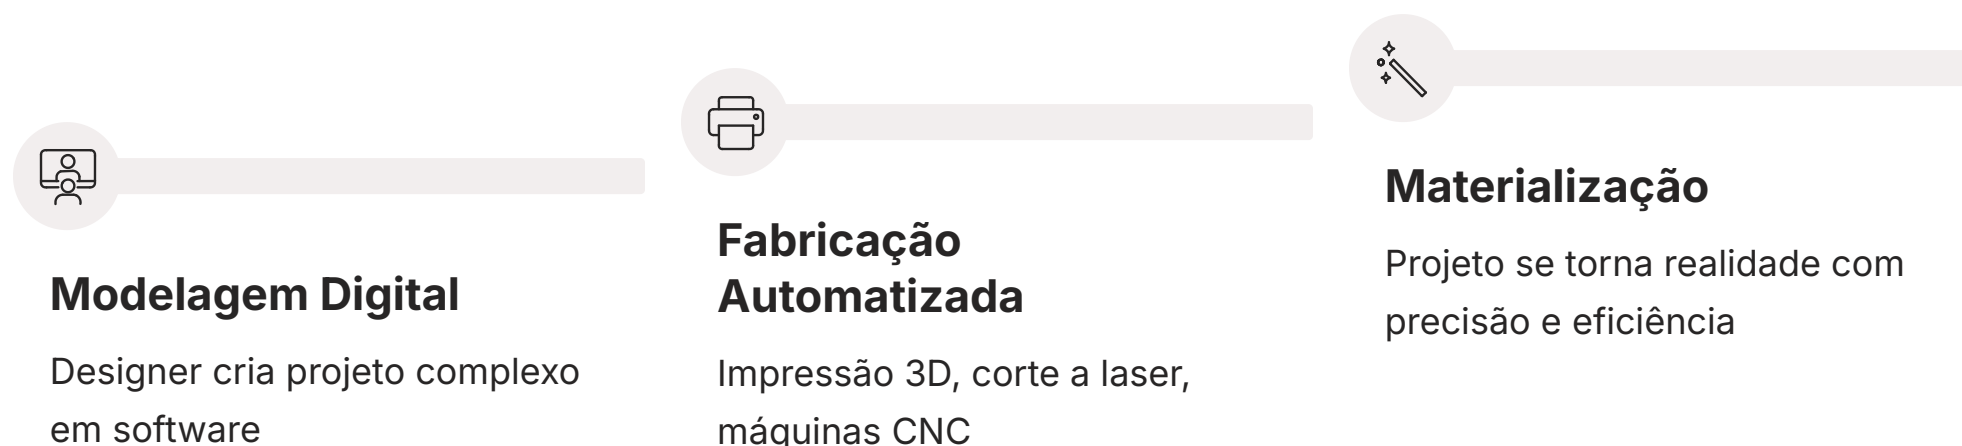 Modelagem Digital
Designer cria projeto complexo
em software
Fabricação
Automatizada
Impressão 3D, corte a laser,
máquinas CNC
Materialização
Projeto se torna realidade com
precisão e eficiência